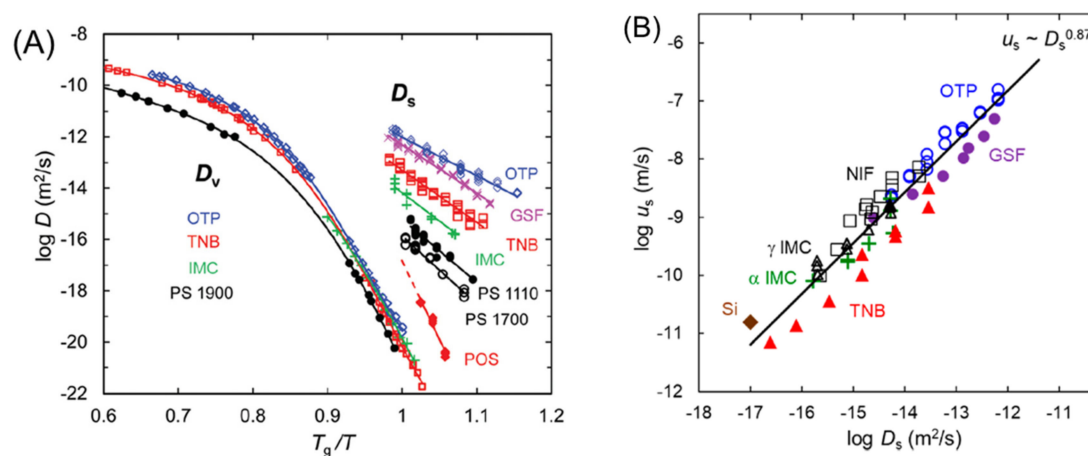 (A)
log D (m²/s)
-8
-10
-12
-14
-16
-18
-20
-22
0.6 0.7 0.8 0.9 1 1.1 1.2
Tg/T
Dv
OTP
TNB
IMC
PS 1900
Ds
OTP
GSF
TNB
IMC
PS 1110
PS 1700
POS
(B)
log us (m/s)
-6
-7
-8
-9
-10
-11
-12
-18 -17 -16 -15 -14 -13 -12 -11 -10
log Ds (m²/s)
us ~ Ds^0.87
OTP
GSF
NIF
γ IMC
α IMC
Si
TNB